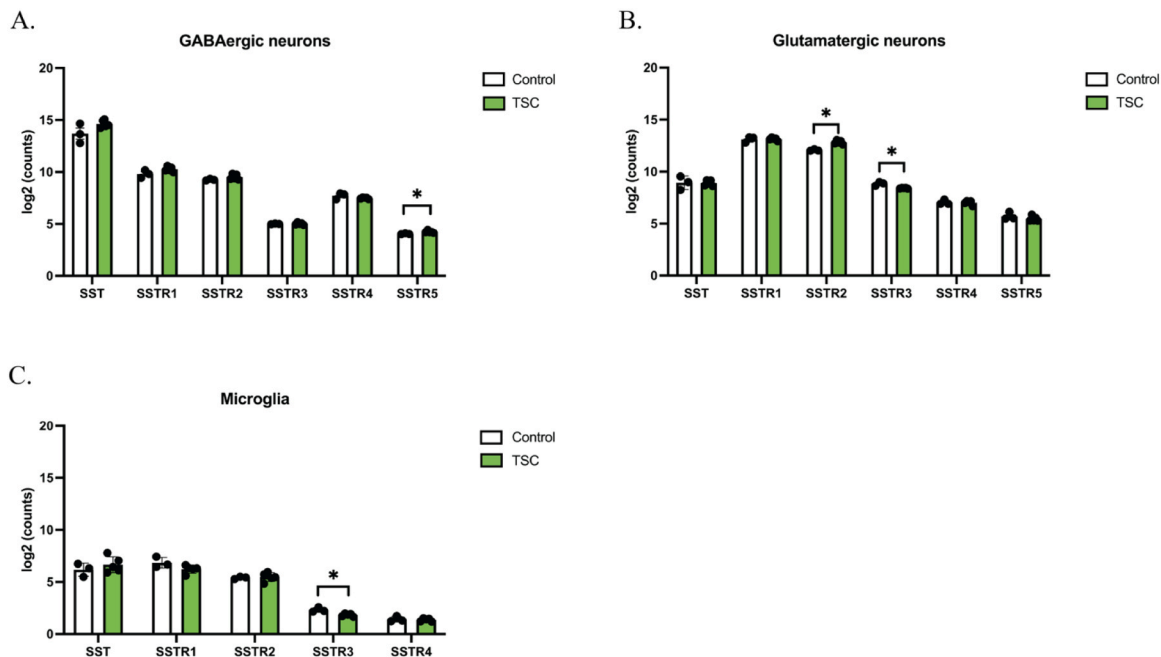 A.
GABAergic neurons
20
15
10
5
0
log2 (counts)
*
SST SSTR1 SSTR2 SSTR3 SSTR4 SSTR5
Control
TSC
B.
Glutamatergic neurons
20
15
10
5
0
log2 (counts)
*
*
SST SSTR1 SSTR2 SSTR3 SSTR4 SSTR5
Control
TSC
C.
Microglia
20
15
10
5
0
log2 (counts)
*
SST SSTR1 SSTR2 SSTR3 SSTR4
Control
TSC